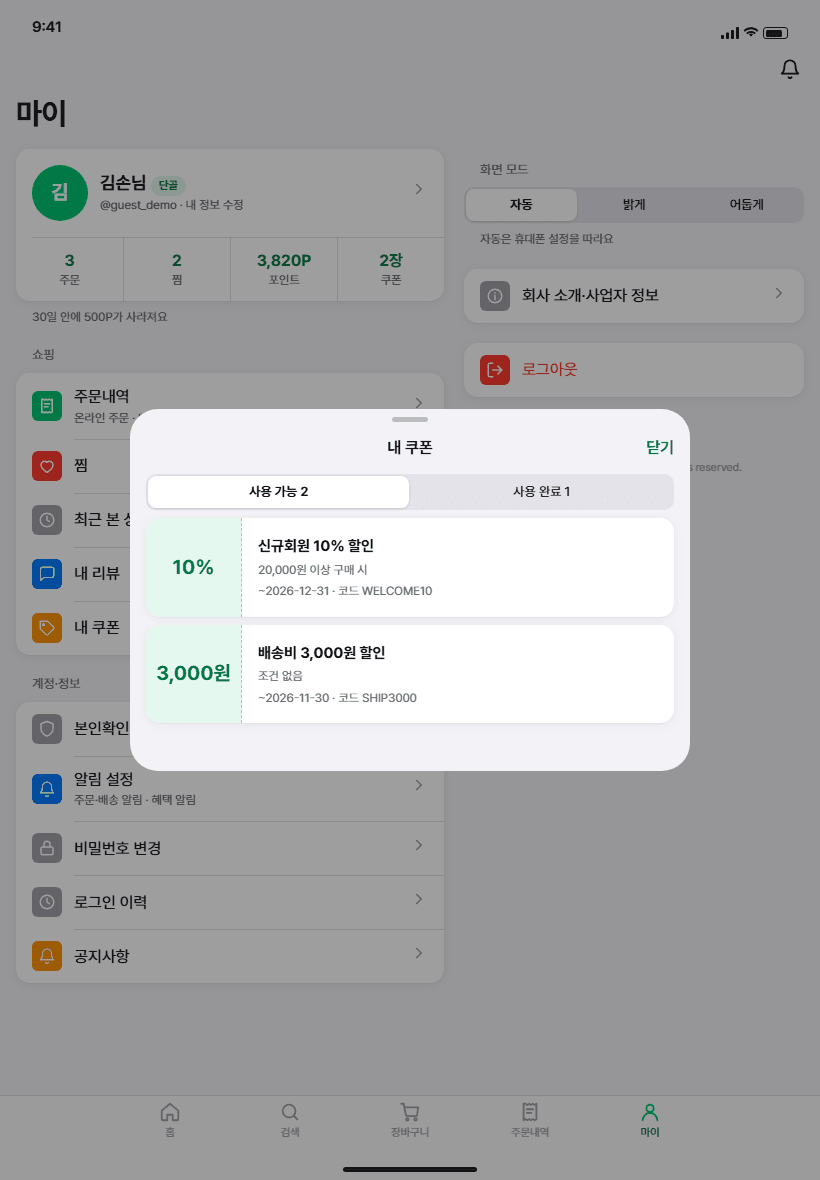 9:41
마이
김
김손님 단골
@guest_demo · 내 정보 수정
3
주문
2
찜
3,820P
포인트
2장
쿠폰
30일 안에 500P가 사라져요
쇼핑
주문내역
온라인 주문 ·
찜
최근 본
내 리뷰
내 쿠폰
계정·정보
본인확인
알림 설정
주문·배송 알림 · 혜택 알림
비밀번호 변경
로그인 이력
공지사항
화면 모드
자동
밝게
어둡게
자동은 휴대폰 설정을 따라요
회사 소개·사업자 정보
로그아웃
reserved.
내 쿠폰
닫기
사용 가능 2
사용 완료 1
10%
신규회원 10% 할인
20,000원 이상 구매 시
~2026-12-31 · 코드 WELCOME10
3,000원
배송비 3,000원 할인
조건 없음
~2026-11-30 · 코드 SHIP3000
홈
검색
장바구니
주문내역
마이